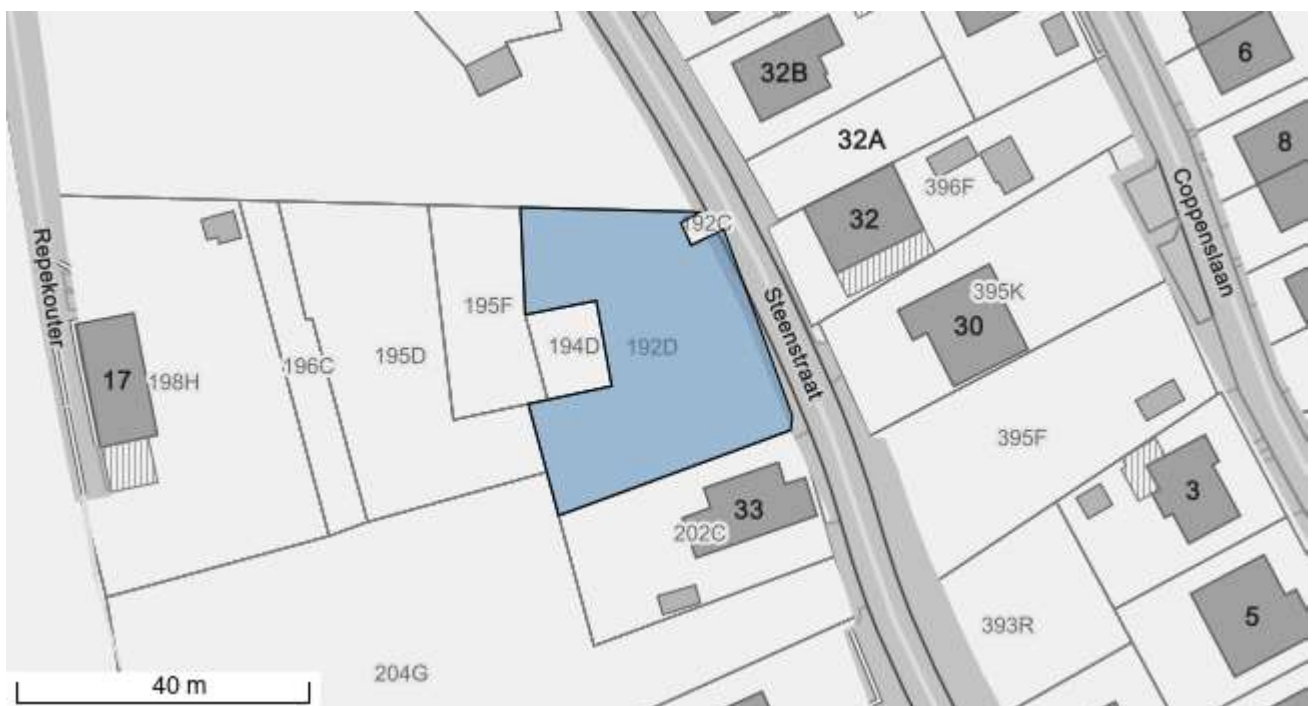 6
32B
32A
8
396F
Coppenslaan
32
192C
Repekouter
395K
Steenstraat
195F
30
194D
192D
195D
196C
17
198H
395F
3
33
202C
5
393R
204G
40 m